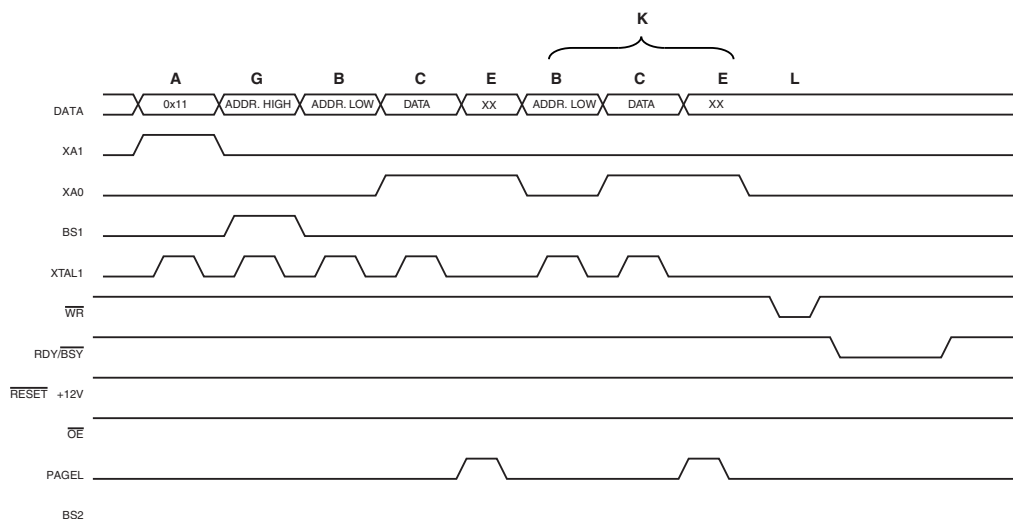 K
A G B C E B C E L
DATA 0x11 ADDR. HIGH ADDR. LOW DATA XX ADDR. LOW DATA XX
XA1
XA0
BS1
XTAL1
WR
RDY/BSY
RESET +12V
OE
PAGEL
BS2